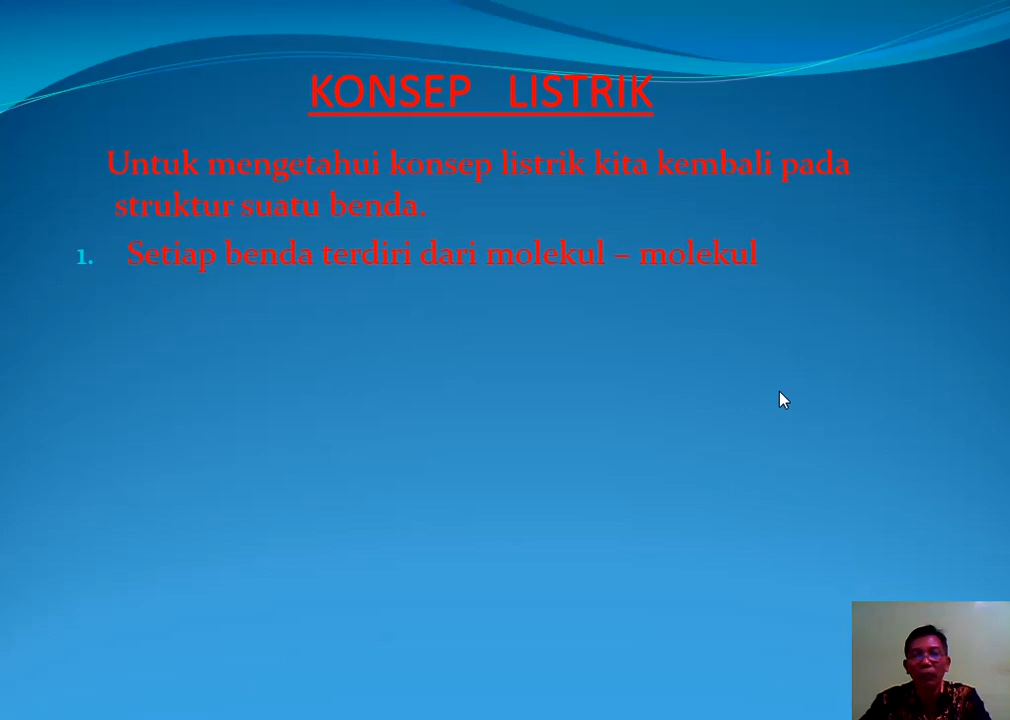 KONSEP LISTRIK
Untuk mengetahui konsep listrik kita kembali pada
struktur suatu benda.
1. Setiap benda terdiri dari molekul – molekul